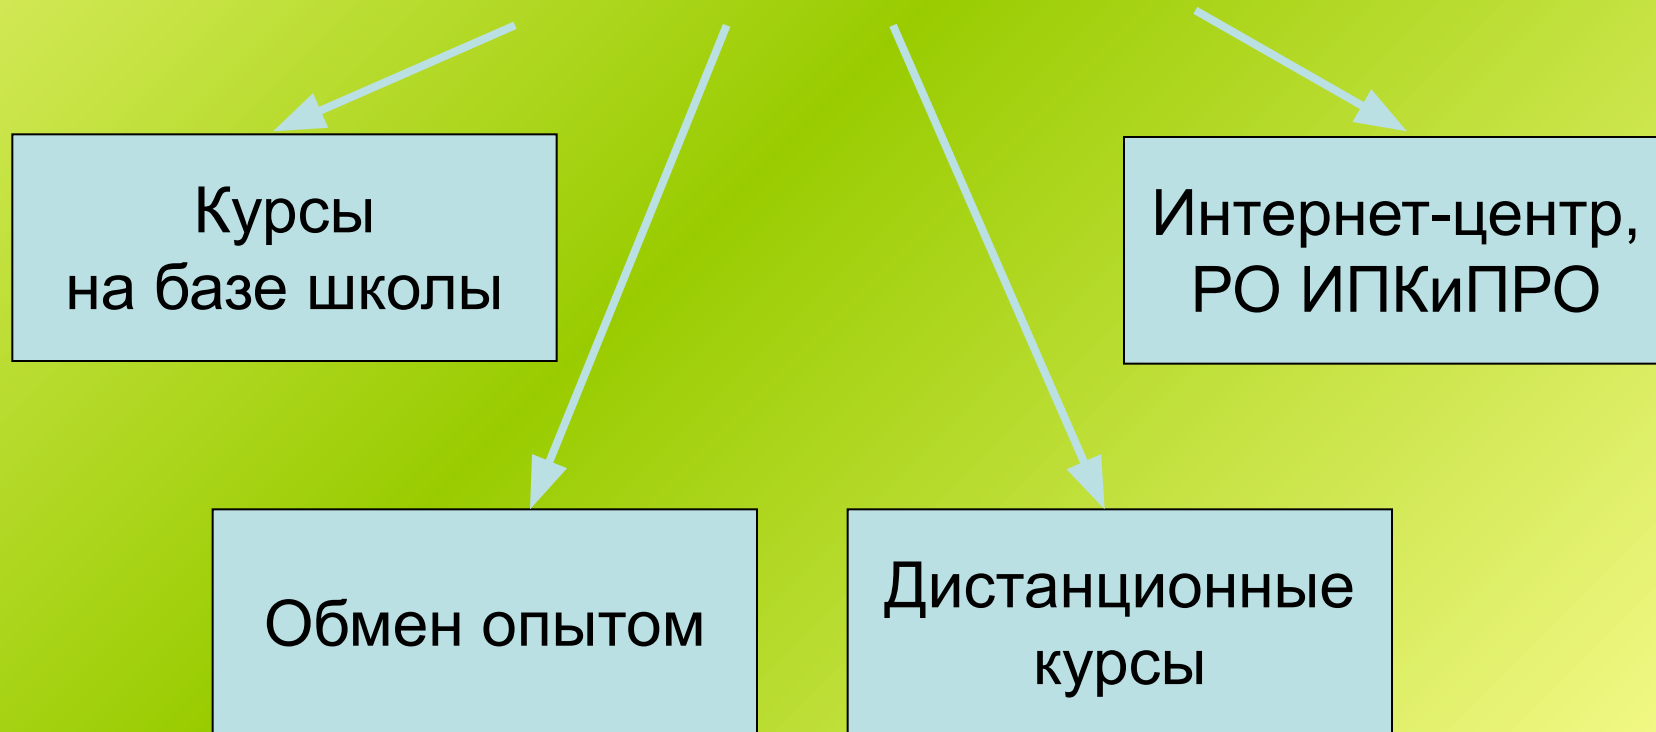 Курсы
на базе школы
Интернет-центр,
РО ИПКиПРО
Обмен опытом
Дистанционные
курсы